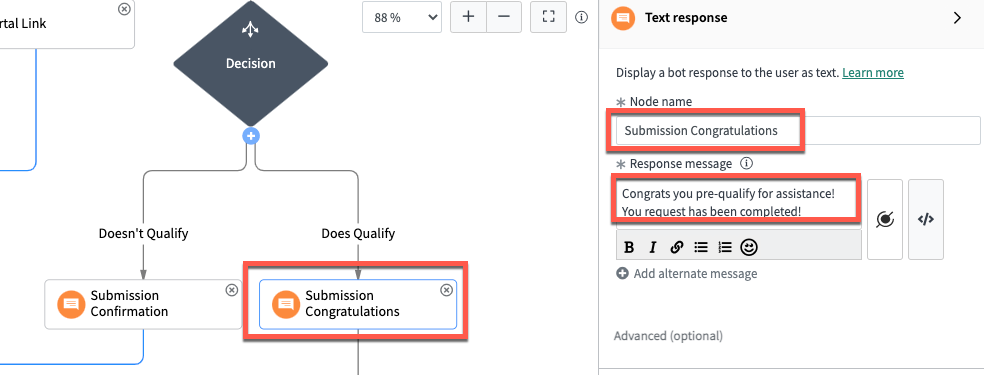 rtal Link
Decision
Doesn't Qualify
Does Qualify
Submission
Confirmation
Submission
Congratulations
88 %
Text response
Display a bot response to the user as text. Learn more
Node name
Submission Congratulations
Response message
Congrats you pre-qualify for assistance!
You request has been completed!
B I
</>
Add alternate message
Advanced (optional)